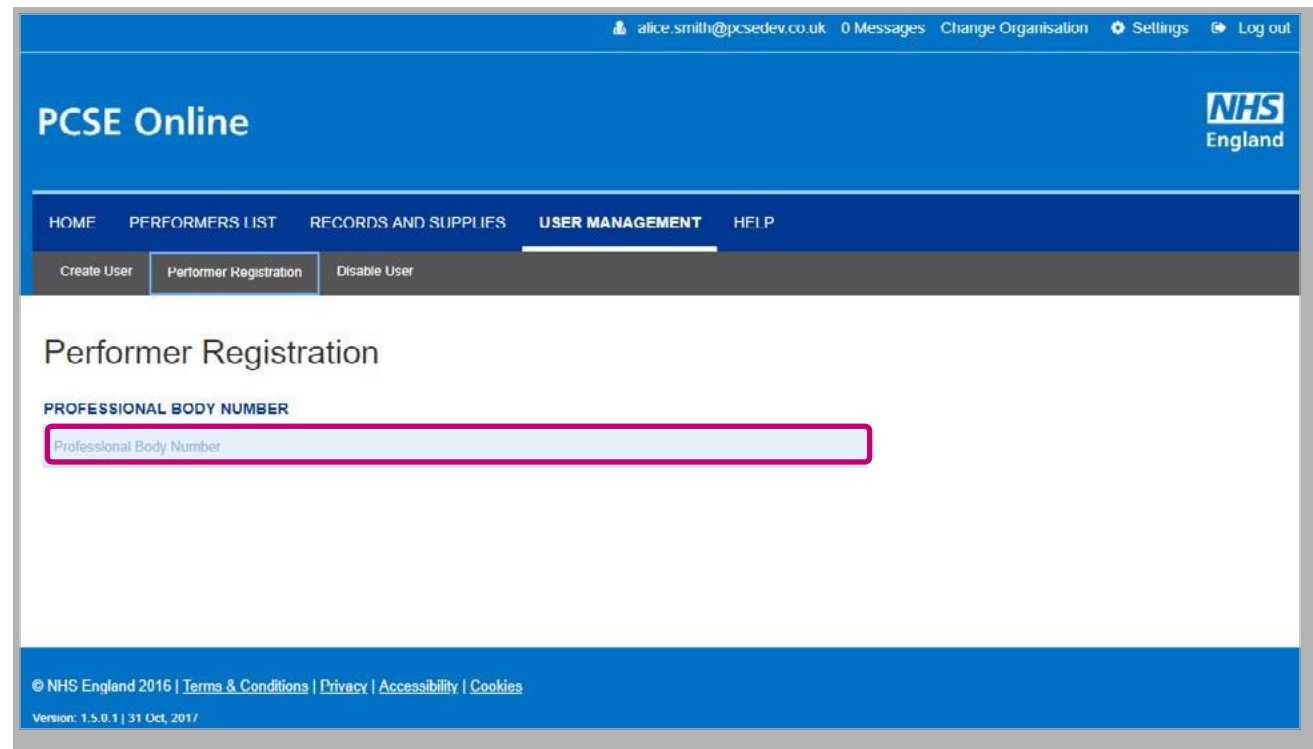 alice.smith@pcsedev.co.uk 0 Messages Change Organisation Settings Log out
PCSE Online
NHS
England
HOME PERFORMERS LIST RECORDS AND SUPPLIES USER MANAGEMENT HELP
Create User Performer Registration Disable User
Performer Registration
PROFESSIONAL BODY NUMBER
Professional Body Number
© NHS England 2016 | Terms & Conditions | Privacy | Accessibility | Cookies
Version: 1.5.0.1 | 31 Oct, 2017